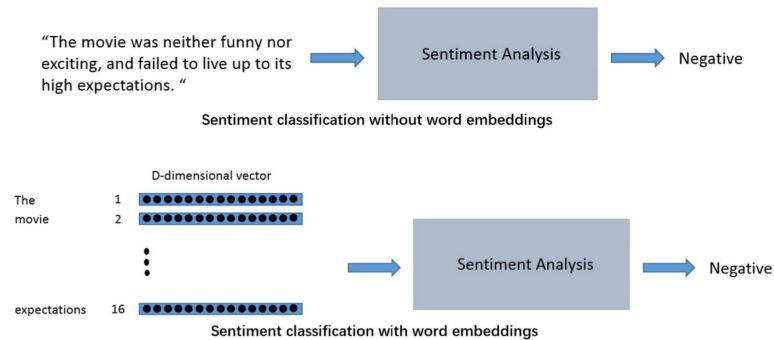 “The movie was neither funny nor
exciting, and failed to live up to its
high expectations. “
Sentiment Analysis
Negative
Sentiment classification without word embeddings
D-dimensional vector
The 1
movie 2
expectations 16
Sentiment Analysis
Negative
Sentiment classification with word embeddings